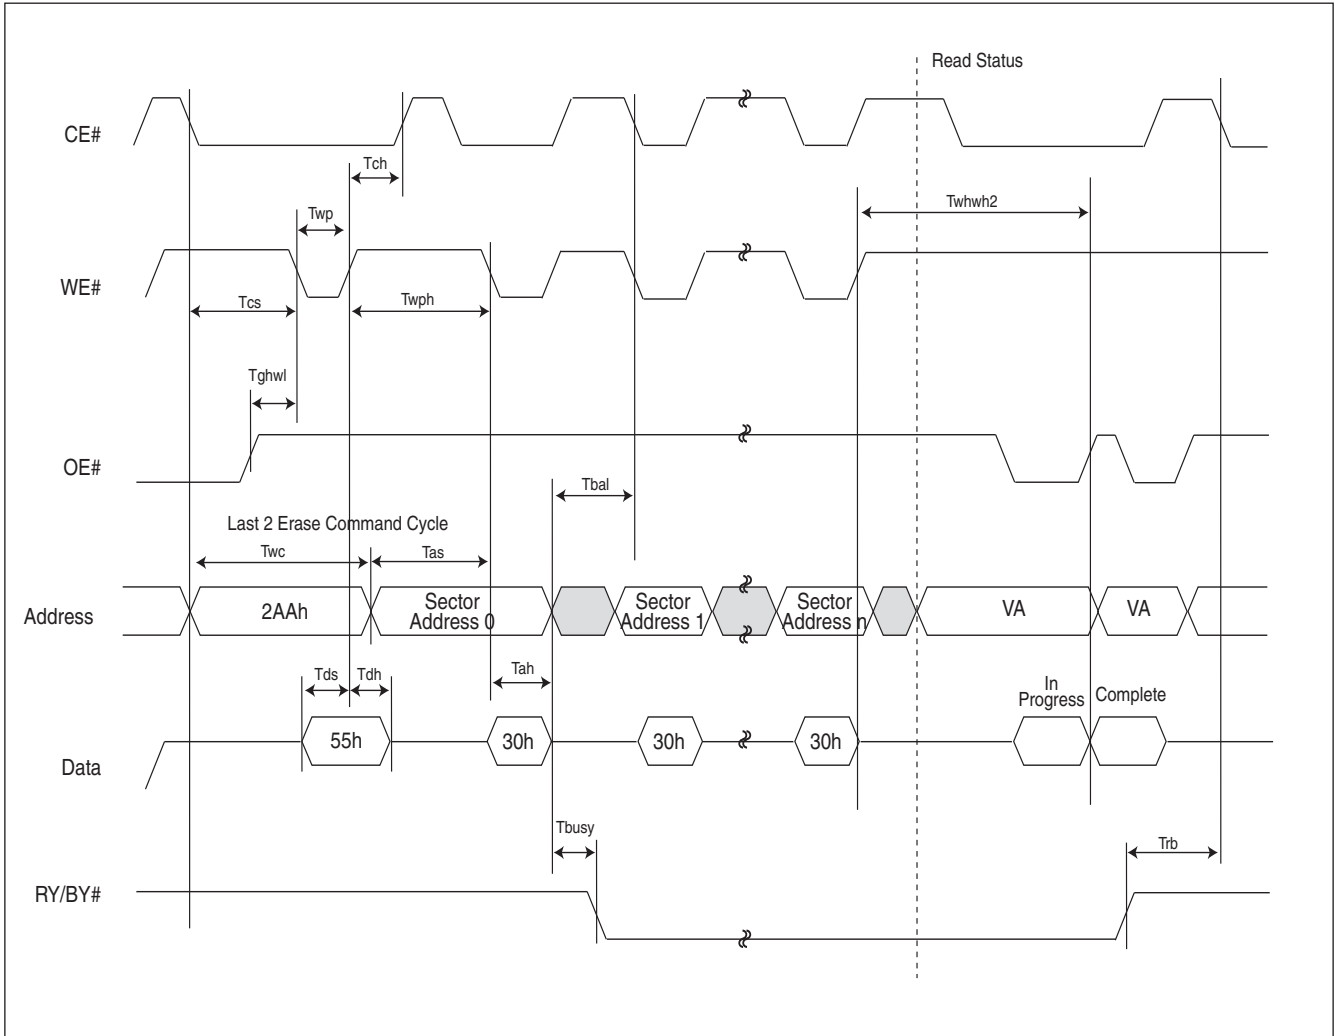 Read Status
CE#
Tch
Twhwh2
Twp
WE#
Tcs
Twph
Tghwl
OE#
Tbal
Last 2 Erase Command Cycle
Twc
Tas
Address
2AAh
Sector
Address 0
Sector
Address 1
Sector
Address n
VA
VA
Tds
Tdh
Tah
In
Progress
Complete
Data
55h
30h
30h
30h
Tbusy
Trb
RY/BY#